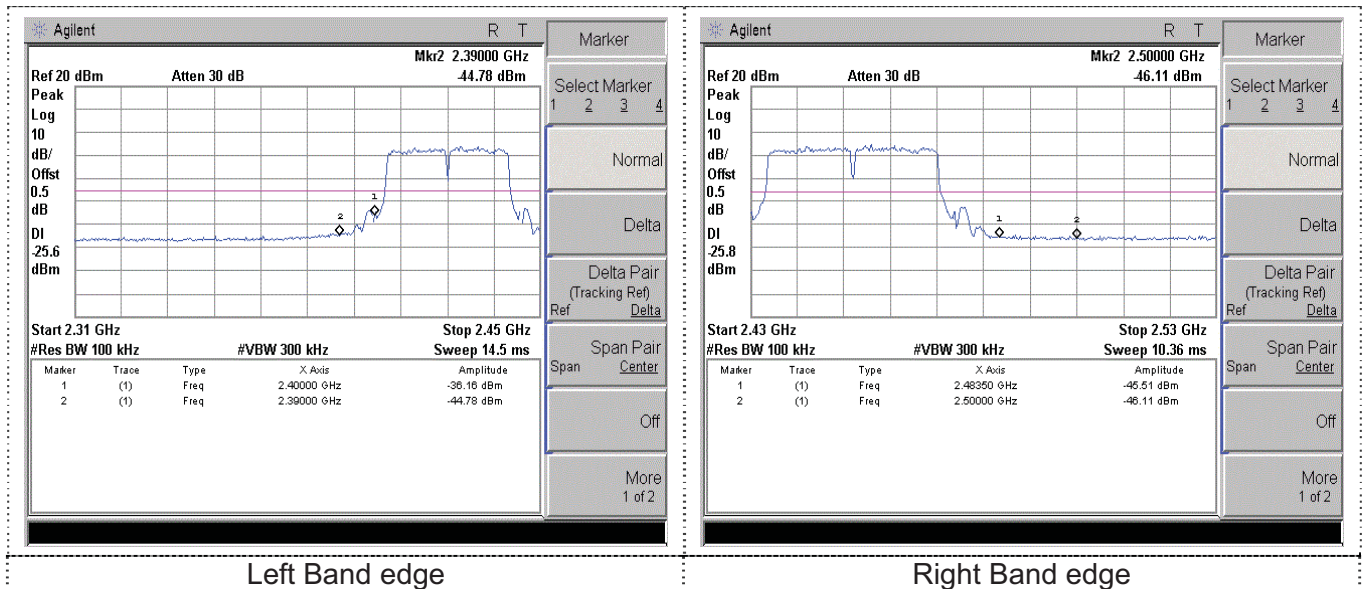 Agilent R T
Mkr2 2.39000 GHz
Ref 20 dBm Atten 30 dB -44.78 dBm
Peak
Log
10
dB/
Offst
0.5
dB
DI
-25.6
dBm
1
2
Start 2.31 GHz Stop 2.45 GHz
#Res BW 100 kHz #VBW 300 kHz Sweep 14.5 ms
Marker Trace Type X Axis Amplitude
1 (1) Freq 2.40000 GHz -36.16 dBm
2 (1) Freq 2.39000 GHz -44.78 dBm
Marker
Select Marker
1 2 3 4
Normal
Delta
Delta Pair
(Tracking Ref)
Ref Delta
Span Pair
Span Center
Off
More
1 of 2
Left Band edge
Agilent R T
Mkr2 2.50000 GHz
Ref 20 dBm Atten 30 dB -46.11 dBm
Peak
Log
10
dB/
Offst
0.5
dB
DI
-25.8
dBm
1 2
Start 2.43 GHz Stop 2.53 GHz
#Res BW 100 kHz #VBW 300 kHz Sweep 10.36 ms
Marker Trace Type X Axis Amplitude
1 (1) Freq 2.48350 GHz -45.51 dBm
2 (1) Freq 2.50000 GHz -46.11 dBm
Marker
Select Marker
1 2 3 4
Normal
Delta
Delta Pair
(Tracking Ref)
Ref Delta
Span Pair
Span Center
Off
More
1 of 2
Right Band edge